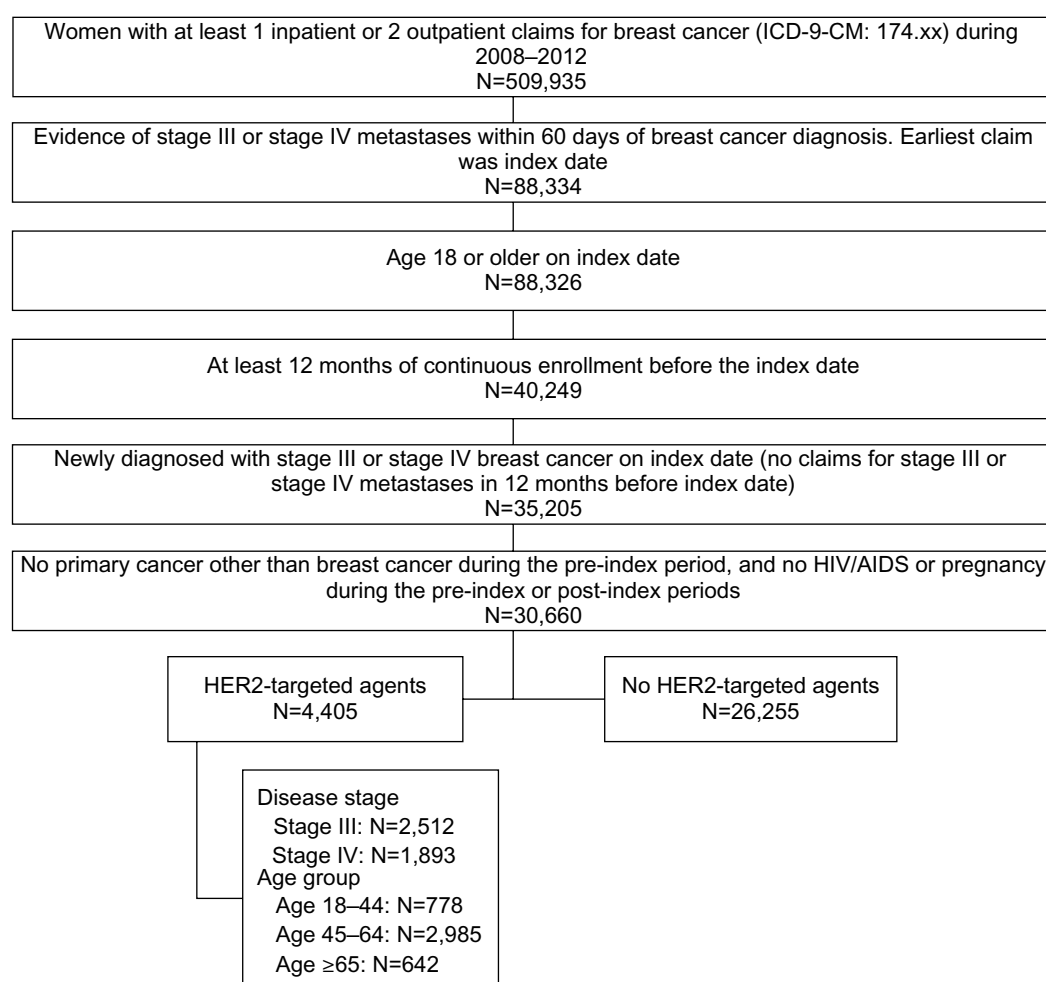 Women with at least 1 inpatient or 2 outpatient claims for breast cancer (ICD-9-CM: 174.xx) during
2008–2012
N=509,935
Evidence of stage III or stage IV metastases within 60 days of breast cancer diagnosis. Earliest claim
was index date
N=88,334
Age 18 or older on index date
N=88,326
At least 12 months of continuous enrollment before the index date
N=40,249
Newly diagnosed with stage III or stage IV breast cancer on index date (no claims for stage III or
stage IV metastases in 12 months before index date)
N=35,205
No primary cancer other than breast cancer during the pre-index period, and no HIV/AIDS or pregnancy
during the pre-index or post-index periods
N=30,660
HER2-targeted agents
N=4,405
No HER2-targeted agents
N=26,255
Disease stage
Stage III: N=2,512
Stage IV: N=1,893
Age group
Age 18–44: N=778
Age 45–64: N=2,985
Age ≥65: N=642